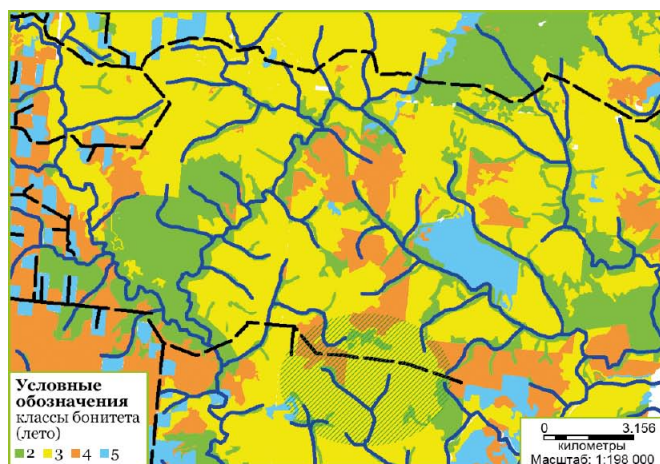 Условные
обозначения
классы бонитета
(лето)
2 3 4 5
0 3.156
километры
Масштаб: 1:198 000